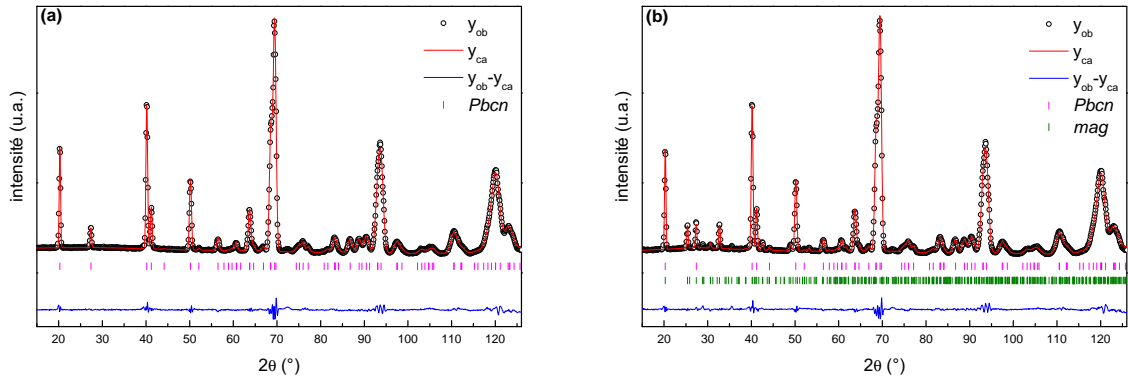 (a)
y_ob
y_ca
y_ob-y_ca
Pbcn
intensité (u.a.)
20 30 40 50 60 70 80 90 100 110 120
2θ (°)
(b)
y_ob
y_ca
y_ob-y_ca
Pbcn
mag
intensité (u.a.)
20 30 40 50 60 70 80 90 100 110 120
2θ (°)